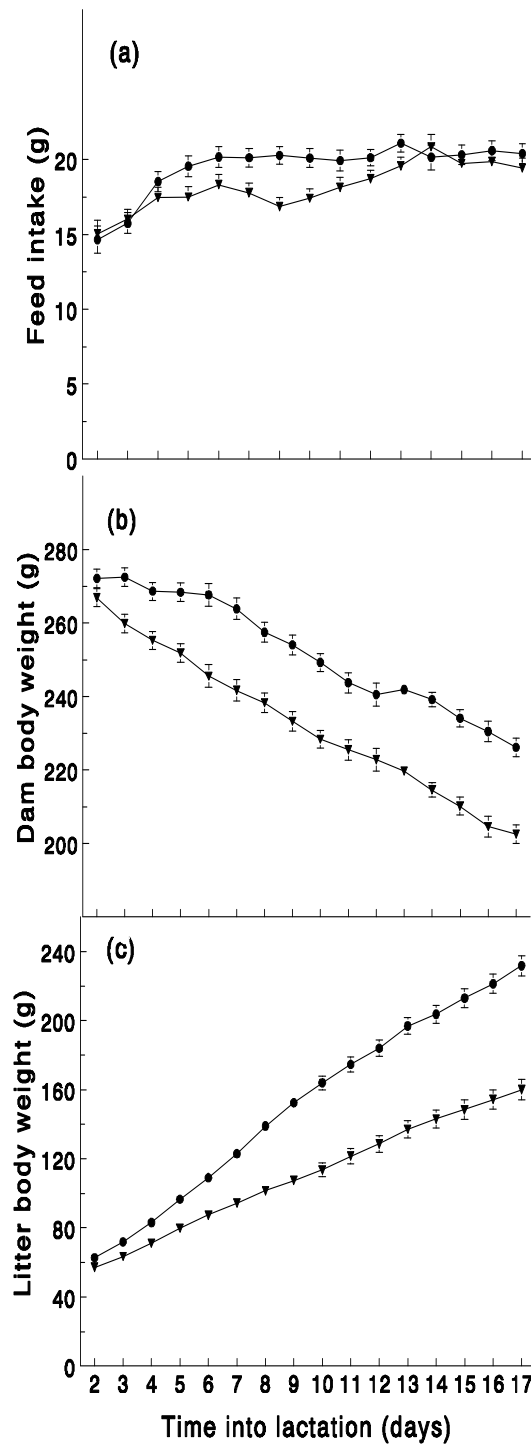 (a)
Feed intake (g)
20
15
10
5
0
(b)
Dam body weight (g)
280
260
240
220
200
(c)
Litter body weight (g)
240
200
160
120
80
40
0
2 3 4 5 6 7 8 9 10 11 12 13 14 15 16 17
Time into lactation (days)